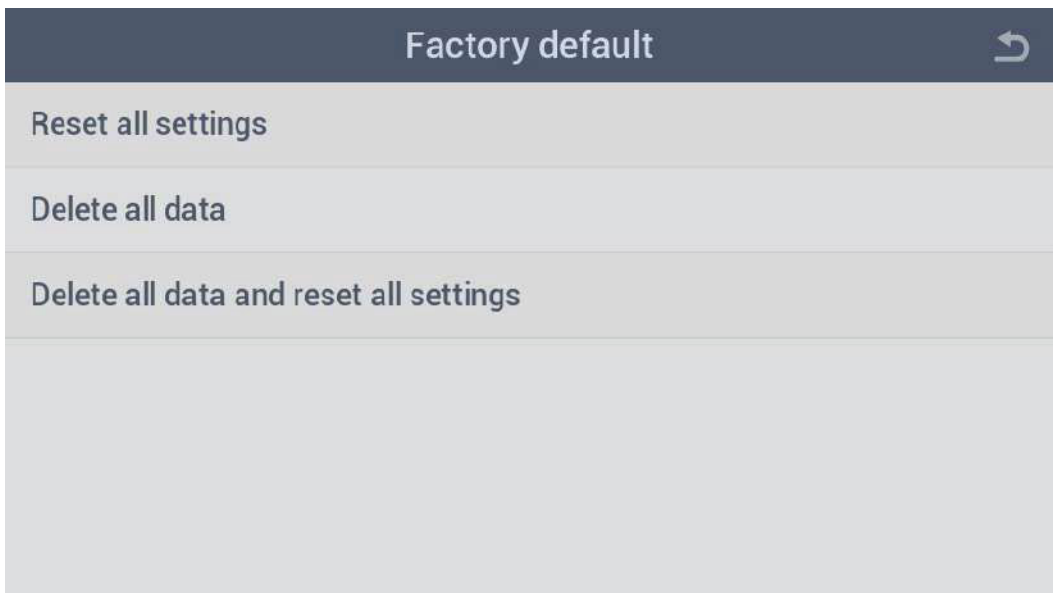 Factory default
Reset all settings
Delete all data
Delete all data and reset all settings